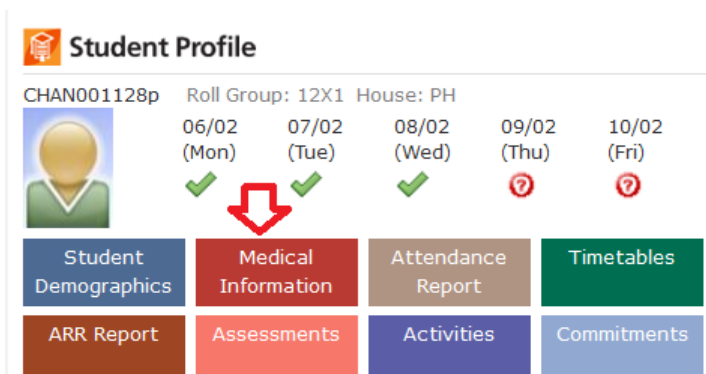 Student Profile
CHAN001128p Roll Group: 12X1 House: PH
06/02 07/02 08/02 09/02 10/02
(Mon) (Tue) (Wed) (Thu) (Fri)
Student Medical Attendance Timetables
Demographics Information Report
ARR Report Assessments Activities Commitments